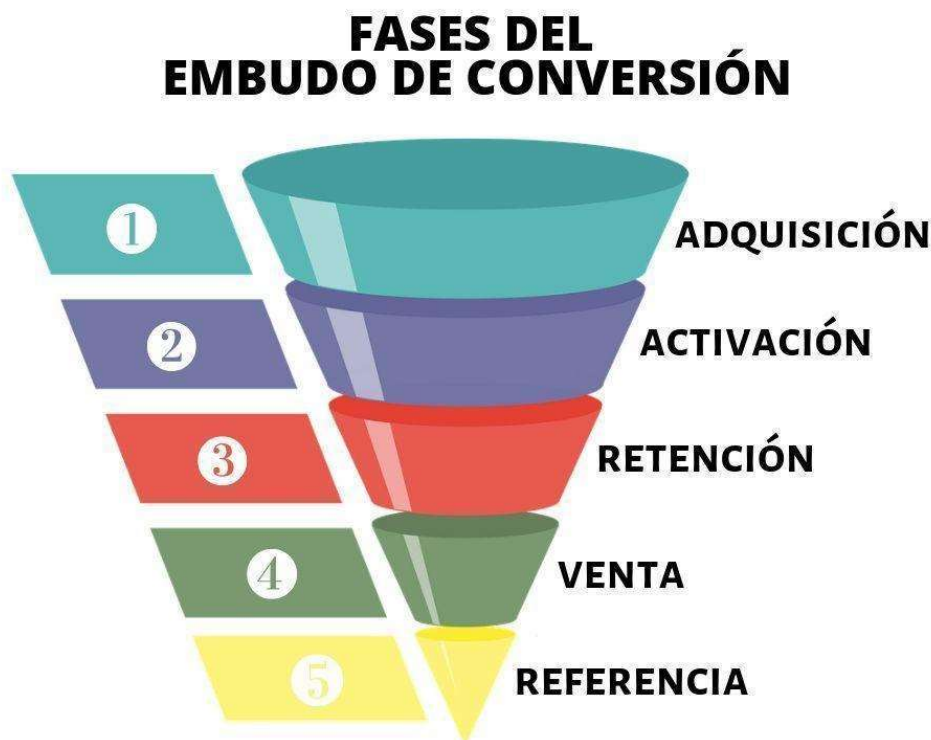 FASES DEL
EMBUDO DE CONVERSIÓN
1
ADQUISICIÓN
2
ACTIVACIÓN
3
RETENCIÓN
4
VENTA
5
REFERENCIA